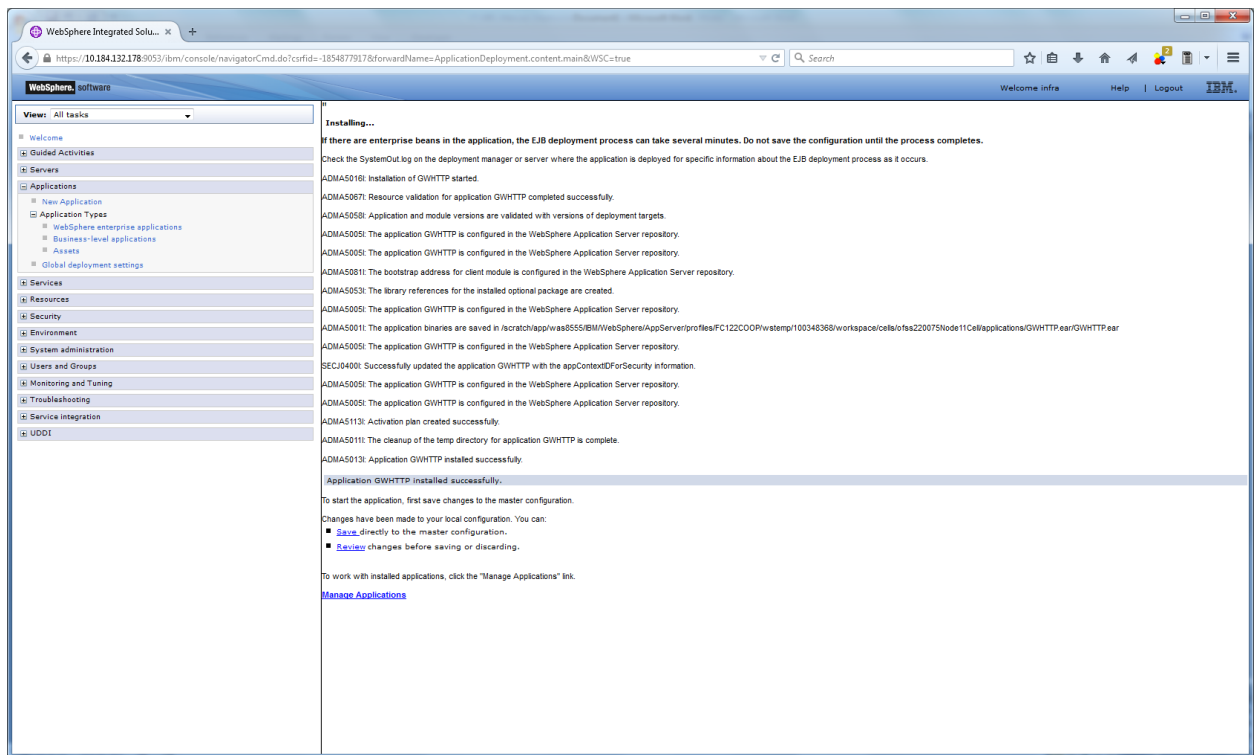 WebSphere Integrated Solu... × +
https://10.184.132.178:9053/ibm/console/navigatorCmd.do?csrfid=-1854877917&forwardName=ApplicationDeployment.content.main&WSC=true
Search
2
WebSphere. software
Welcome infra
Help | Logout
IBM.
View: All tasks
Welcome
Guided Activities
Servers
Applications
New Application
Application Types
WebSphere enterprise applications
Business-level applications
Assets
Global deployment settings
Services
Resources
Security
Environment
System administration
Users and Groups
Monitoring and Tuning
Troubleshooting
Service integration
UDDI
"
Installing...
If there are enterprise beans in the application, the EJB deployment process can take several minutes. Do not save the configuration until the process completes.
Check the SystemOut.log on the deployment manager or server where the application is deployed for specific information about the EJB deployment process as it occurs.
ADMA5016I: Installation of GWHTTP started.
ADMA5067I: Resource validation for application GWHTTP completed successfully.
ADMA5058I: Application and module versions are validated with versions of deployment targets.
ADMA5005I: The application GWHTTP is configured in the WebSphere Application Server repository.
ADMA5005I: The application GWHTTP is configured in the WebSphere Application Server repository.
ADMA5081I: The bootstrap address for client module is configured in the WebSphere Application Server repository.
ADMA5053I: The library references for the installed optional package are created.
ADMA5005I: The application GWHTTP is configured in the WebSphere Application Server repository.
ADMA5001I: The application binaries are saved in /scratch/app/was8555/IBM/WebSphere/AppServer/profiles/FC122COOP/wstemp/100348368/workspace/cells/ofss220075Node11Cell/applications/GWHTTP.ear/GWHTTP.ear
ADMA5005I: The application GWHTTP is configured in the WebSphere Application Server repository.
SECJ0400I: Successfully updated the application GWHTTP with the appContextIDForSecurity information.
ADMA5005I: The application GWHTTP is configured in the WebSphere Application Server repository.
ADMA5005I: The application GWHTTP is configured in the WebSphere Application Server repository.
ADMA5113I: Activation plan created successfully.
ADMA5011I: The cleanup of the temp directory for application GWHTTP is complete.
ADMA5013I: Application GWHTTP installed successfully.
Application GWHTTP installed successfully.
To start the application, first save changes to the master configuration.
Changes have been made to your local configuration. You can:
Save directly to the master configuration.
Review changes before saving or discarding.
To work with installed applications, click the "Manage Applications" link.
Manage Applications